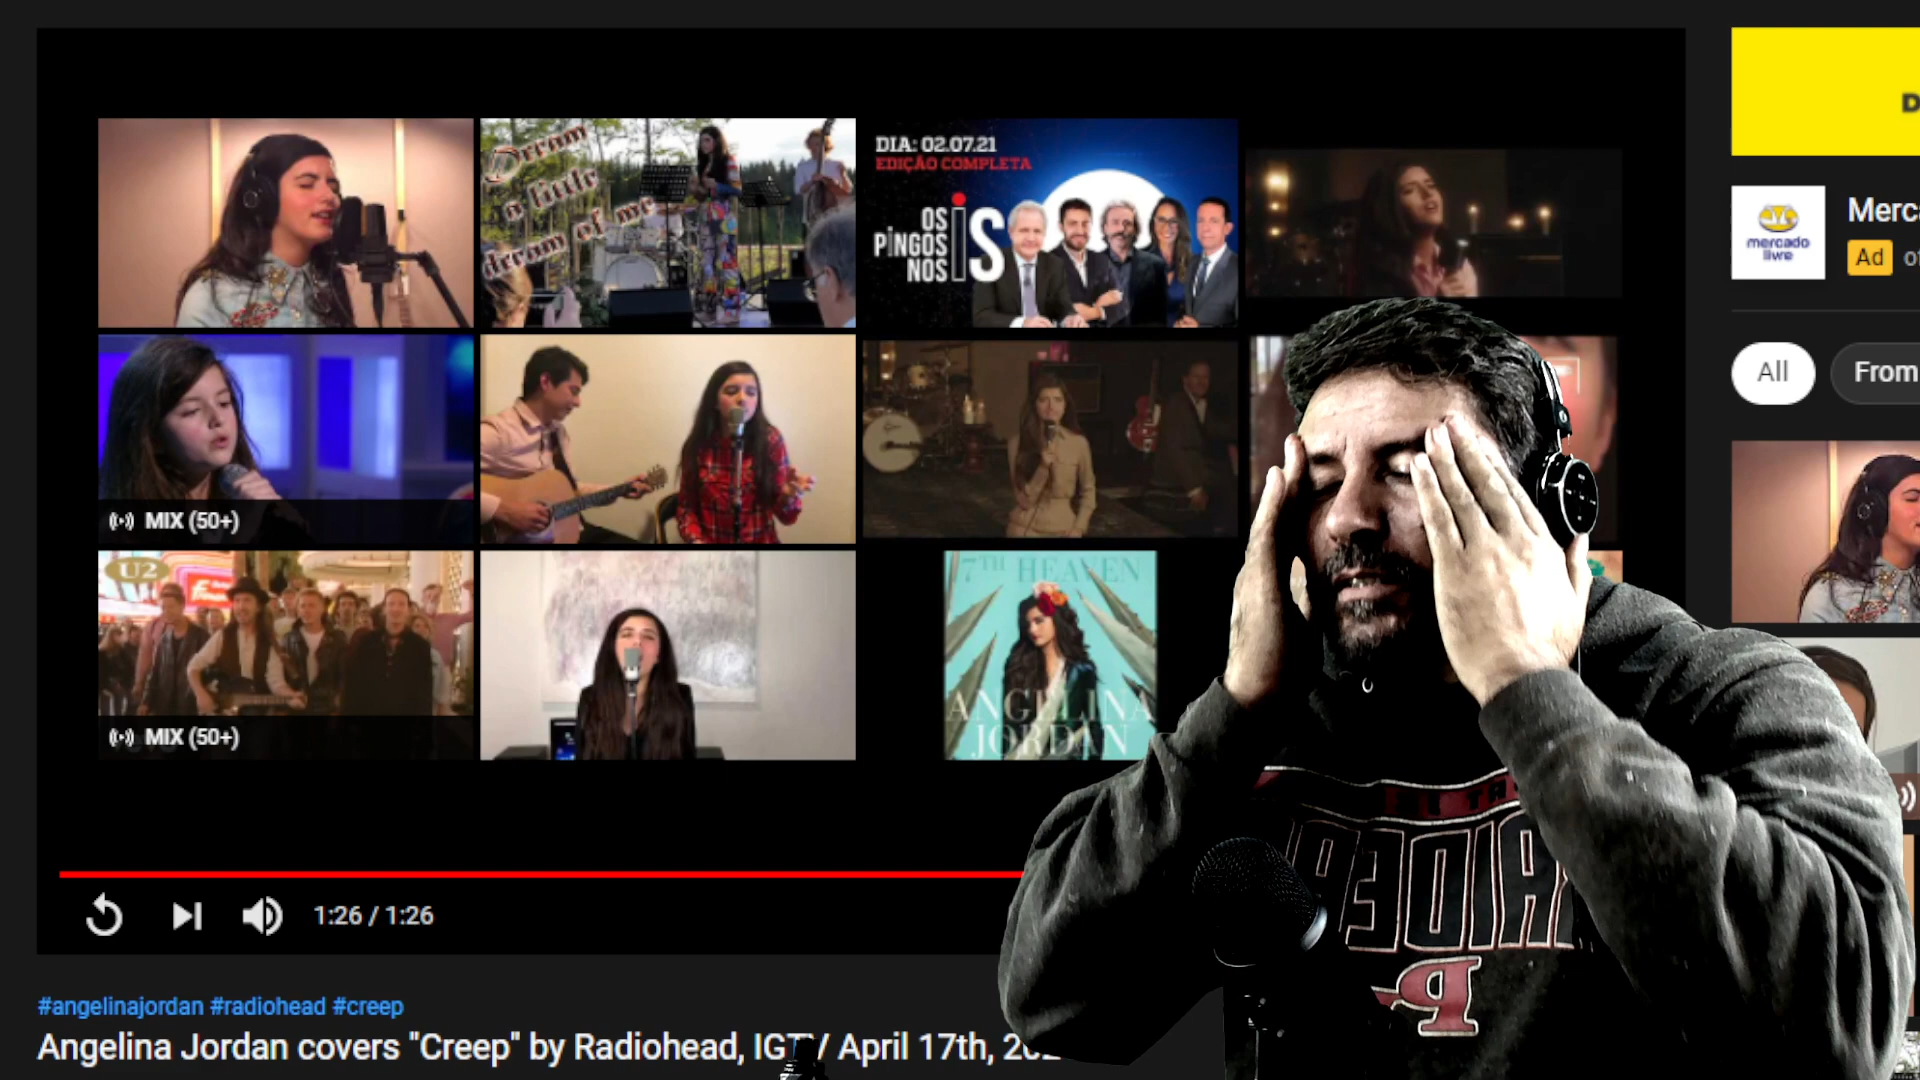 Dream
a little
dream of me
DIA: 02.07.21
EDIÇÃO COMPLETA
OS
PiNGOS
NOS
iS
mercado
livre
Merc
Ad
All
From
MIX (50+)
U2
MIX (50+)
7TH HEAVEN
ANGELINA
JORDAN
1:26 / 1:26
#angelinajordan #radiohead #creep
Angelina Jordan covers "Creep" by Radiohead, IGTV April 17th, 202